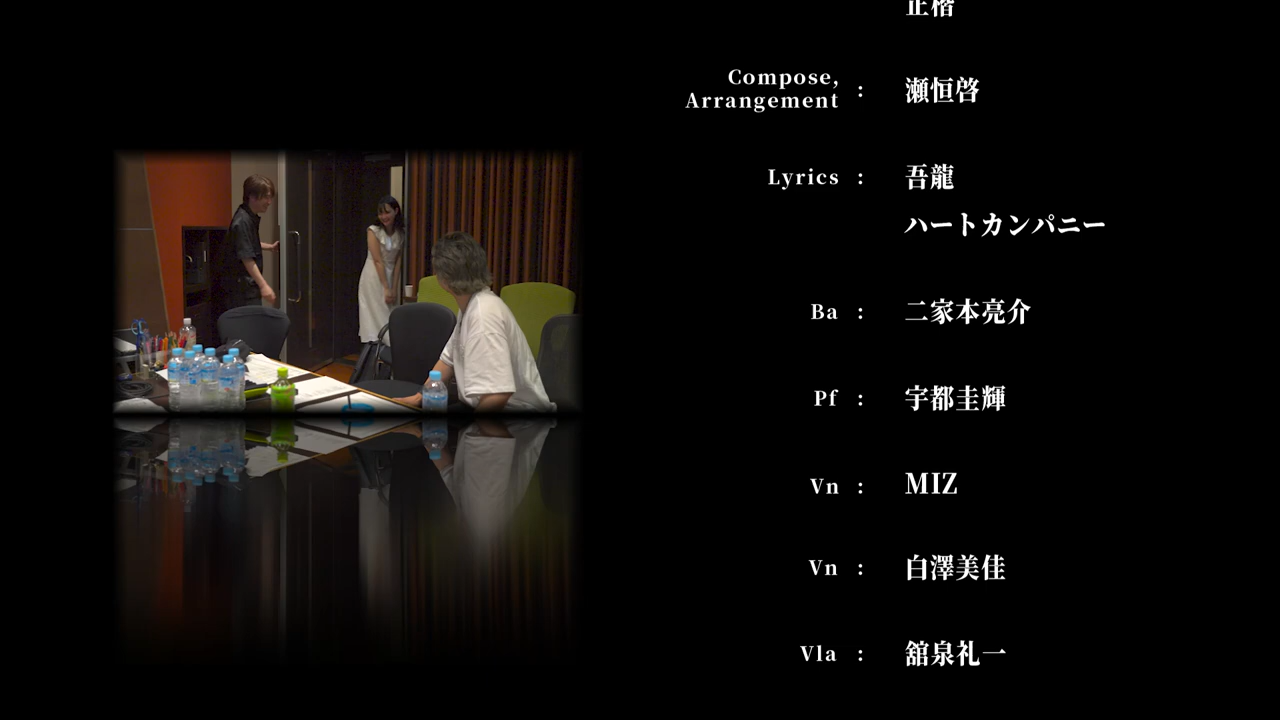 正楷
Compose,
Arrangement : 瀬恒啓
Lyrics : 吾龍
ハートカンパニー
Ba : 二家本亮介
Pf : 宇都圭輝
Vn : MIZ
Vn : 白澤美佳
Vla : 舘泉礼一